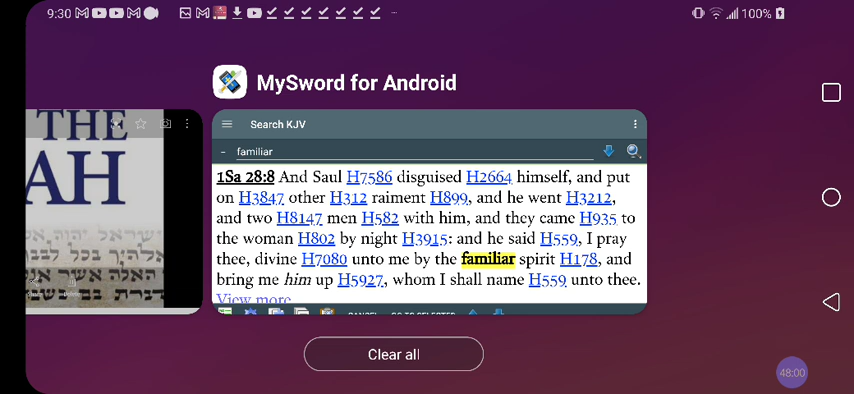 9:30
100%
MySword for Android
THE
AH
Search KJV
- familiar
1Sa 28:8 And Saul H7586 disguised H2664 himself, and put
on H3847 other H312 raiment H899, and he went H3212,
and two H8147 men H582 with him, and they came H935 to
the woman H802 by night H3915: and he said H559, I pray
thee, divine H7080 unto me by the familiar spirit H178, and
bring me him up H5927, whom I shall name H559 unto thee.
View more
CANCEL GO TO SELECTED
Clear all
48:00